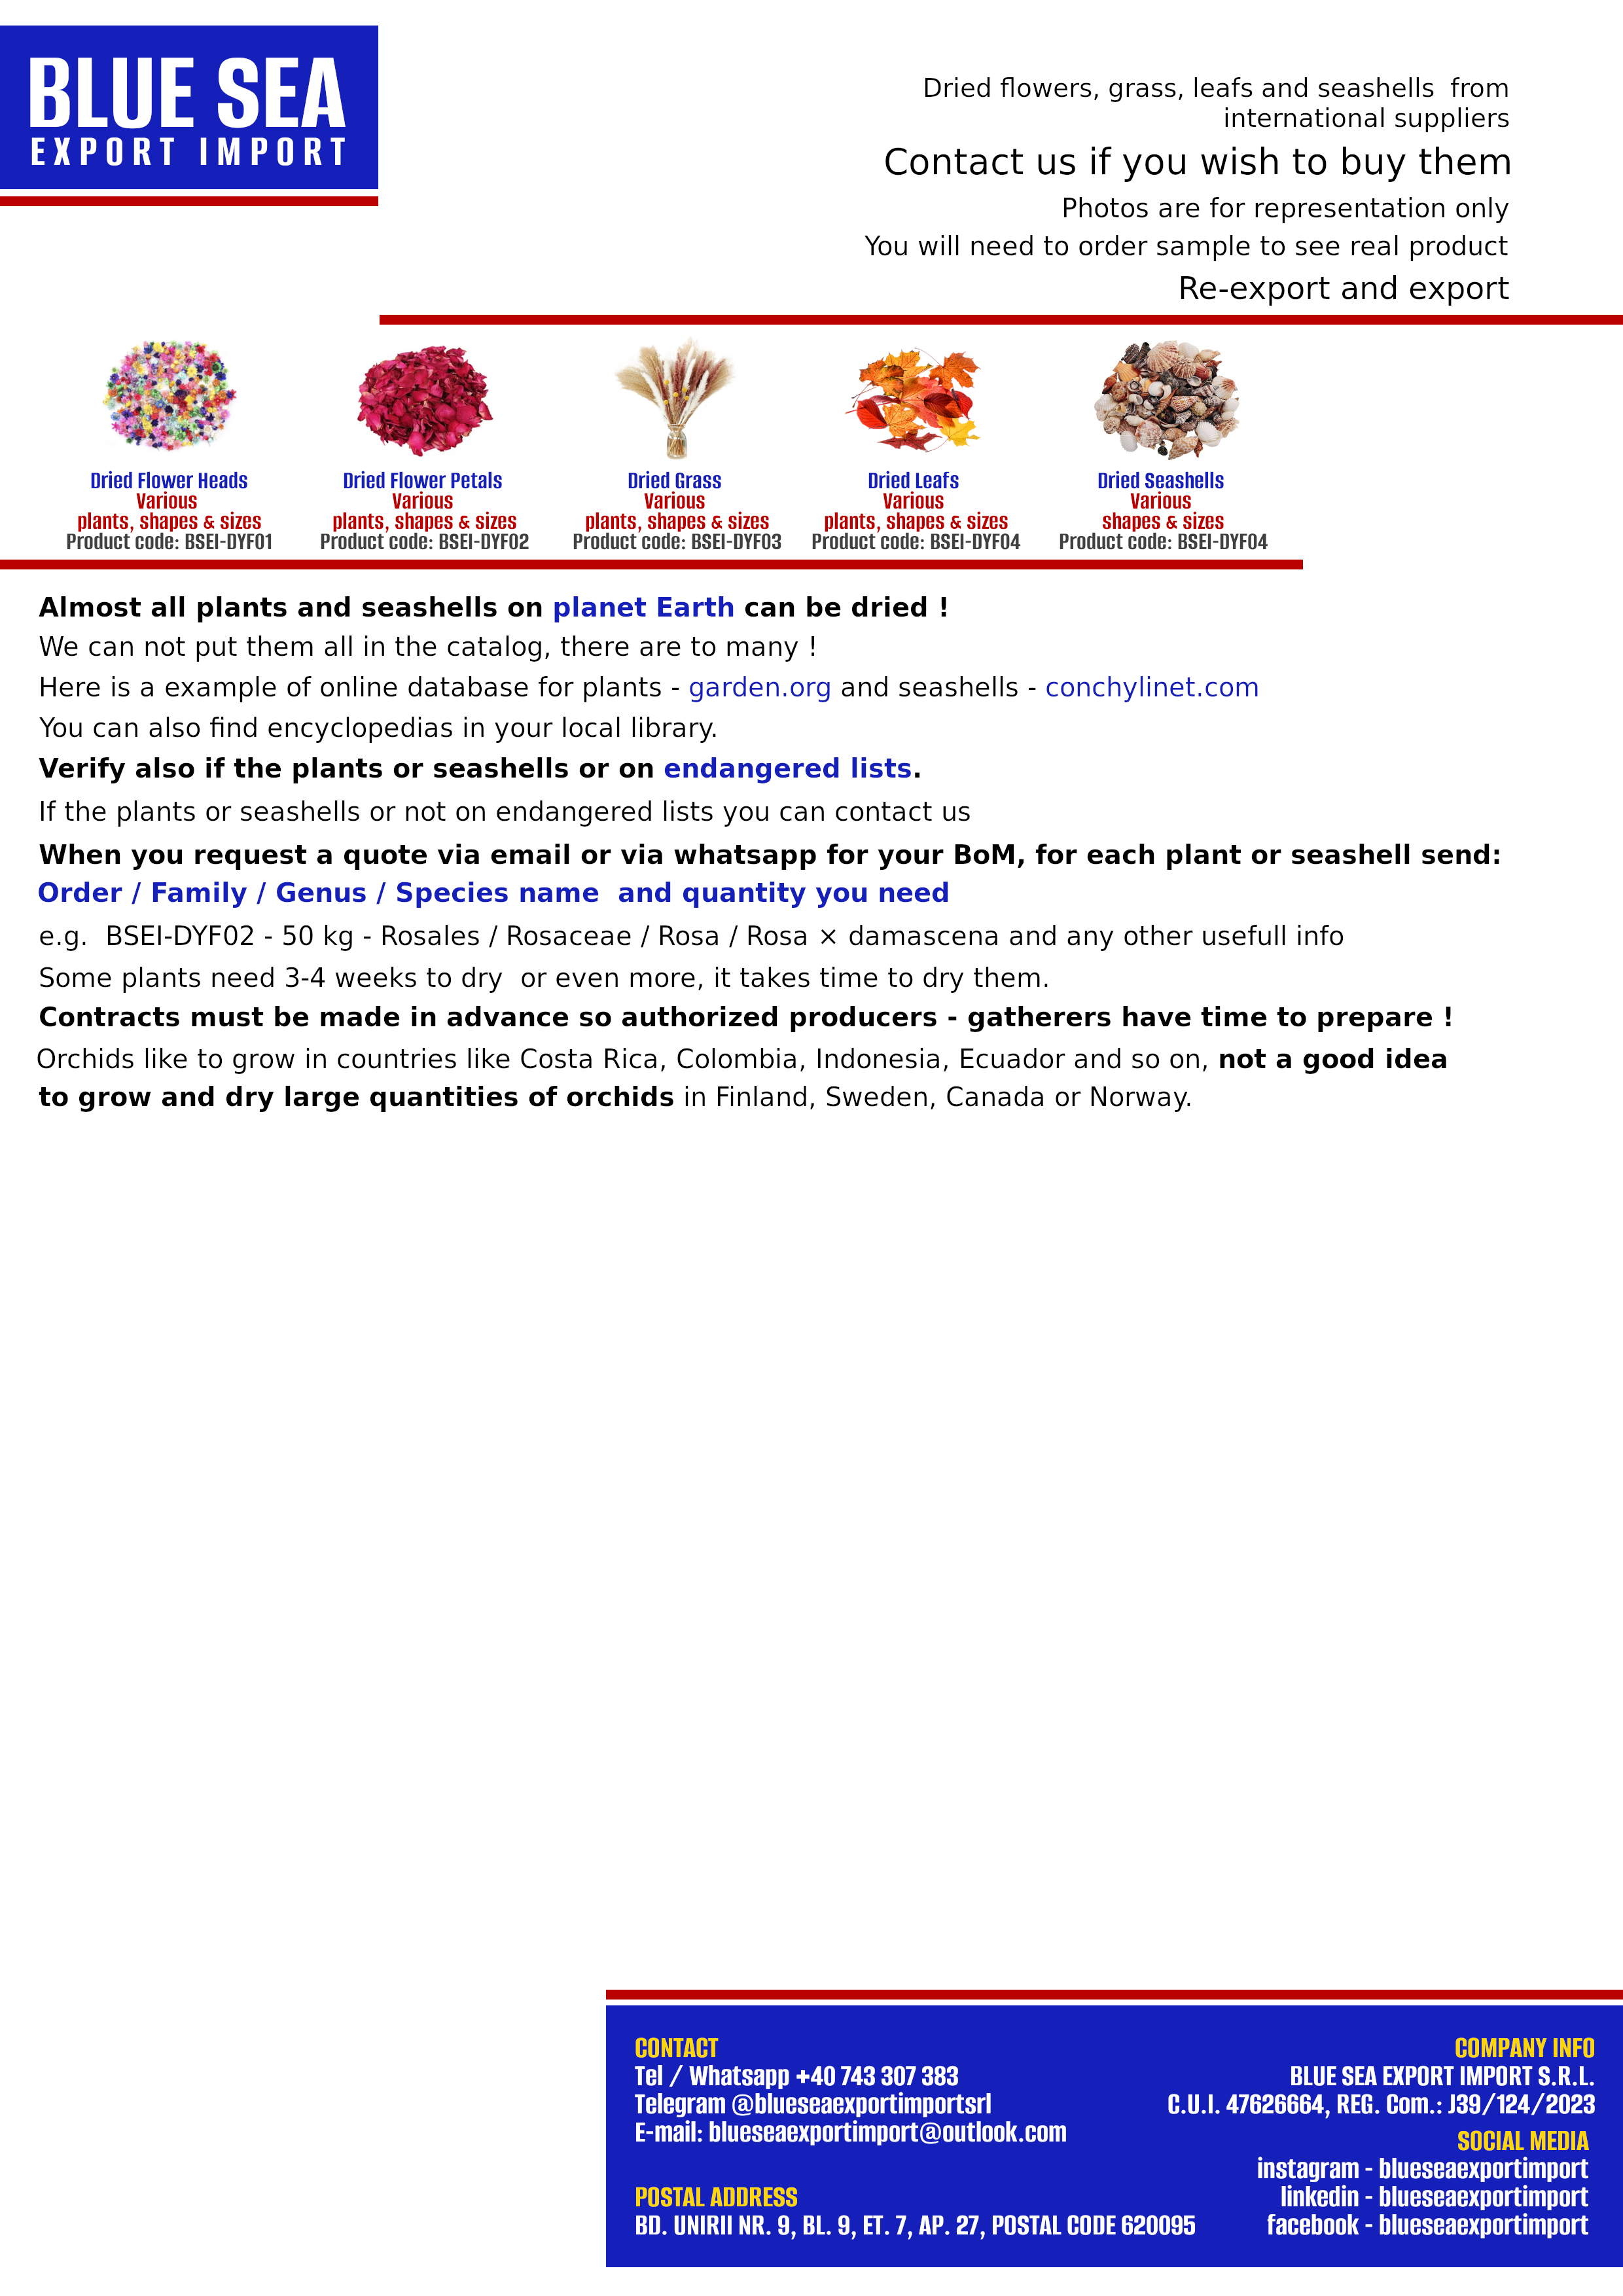 BLUE SEA
EXPORT IMPORT
Dried flowers, grass, leafs and seashells  from
international suppliers
Contact us if you wish to buy them
Photos are for representation only
You will need to order sample to see real product
Re-export and export
Dried Flower Heads
Various
plants, shapes & sizes
Product code: BSEI-DYF01
Dried Flower Petals
Various
plants, shapes & sizes
Product code: BSEI-DYF02
Dried Grass
Various
plants, shapes & sizes
Product code: BSEI-DYF03
Dried Leafs
Various
plants, shapes & sizes
Product code: BSEI-DYF04
Dried Seashells
Various
shapes & sizes
Product code: BSEI-DYF04
Almost all plants and seashells on planet Earth can be dried !
We can not put them all in the catalog, there are to many !
Here is a example of online database for plants - garden.org and seashells - conchylinet.com
You can also find encyclopedias in your local library.
Verify also if the plants or seashells or on endangered lists.
If the plants or seashells or not on endangered lists you can contact us
When you request a quote via email or via whatsapp for your BoM, for each plant or seashell send:
Order / Family / Genus / Species name  and quantity you need
e.g.  BSEI-DYF02 - 50 kg - Rosales / Rosaceae / Rosa / Rosa × damascena and any other usefull info
Some plants need 3-4 weeks to dry  or even more, it takes time to dry them.
Contracts must be made in advance so authorized producers - gatherers have time to prepare !
Orchids like to grow in countries like Costa Rica, Colombia, Indonesia, Ecuador and so on, not a good idea
to grow and dry large quantities of orchids in Finland, Sweden, Canada or Norway.
CONTACT
Tel / Whatsapp +40 743 307 383
Telegram @blueseaexportimportsrl
E-mail: blueseaexportimport@outlook.com
POSTAL ADDRESS
BD. UNIRII NR. 9, BL. 9, ET. 7, AP. 27, POSTAL CODE 620095
COMPANY INFO
BLUE SEA EXPORT IMPORT S.R.L.
C.U.I. 47626664, REG. Com.: J39/124/2023
SOCIAL MEDIA
instagram - blueseaexportimport
linkedin - blueseaexportimport
facebook - blueseaexportimport